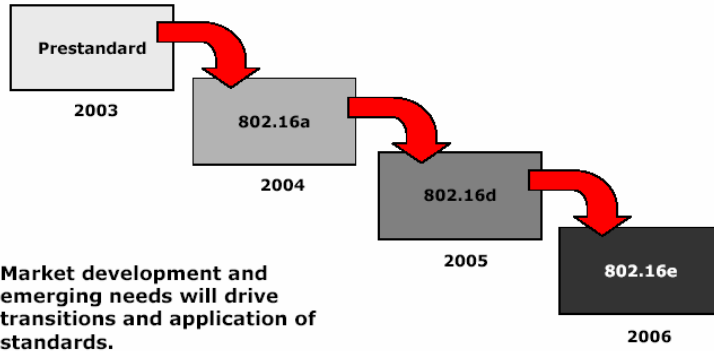 Prestandard
2003
802.16a
2004
802.16d
2005
802.16e
2006
Market development and
emerging needs will drive
transitions and application of
standards.